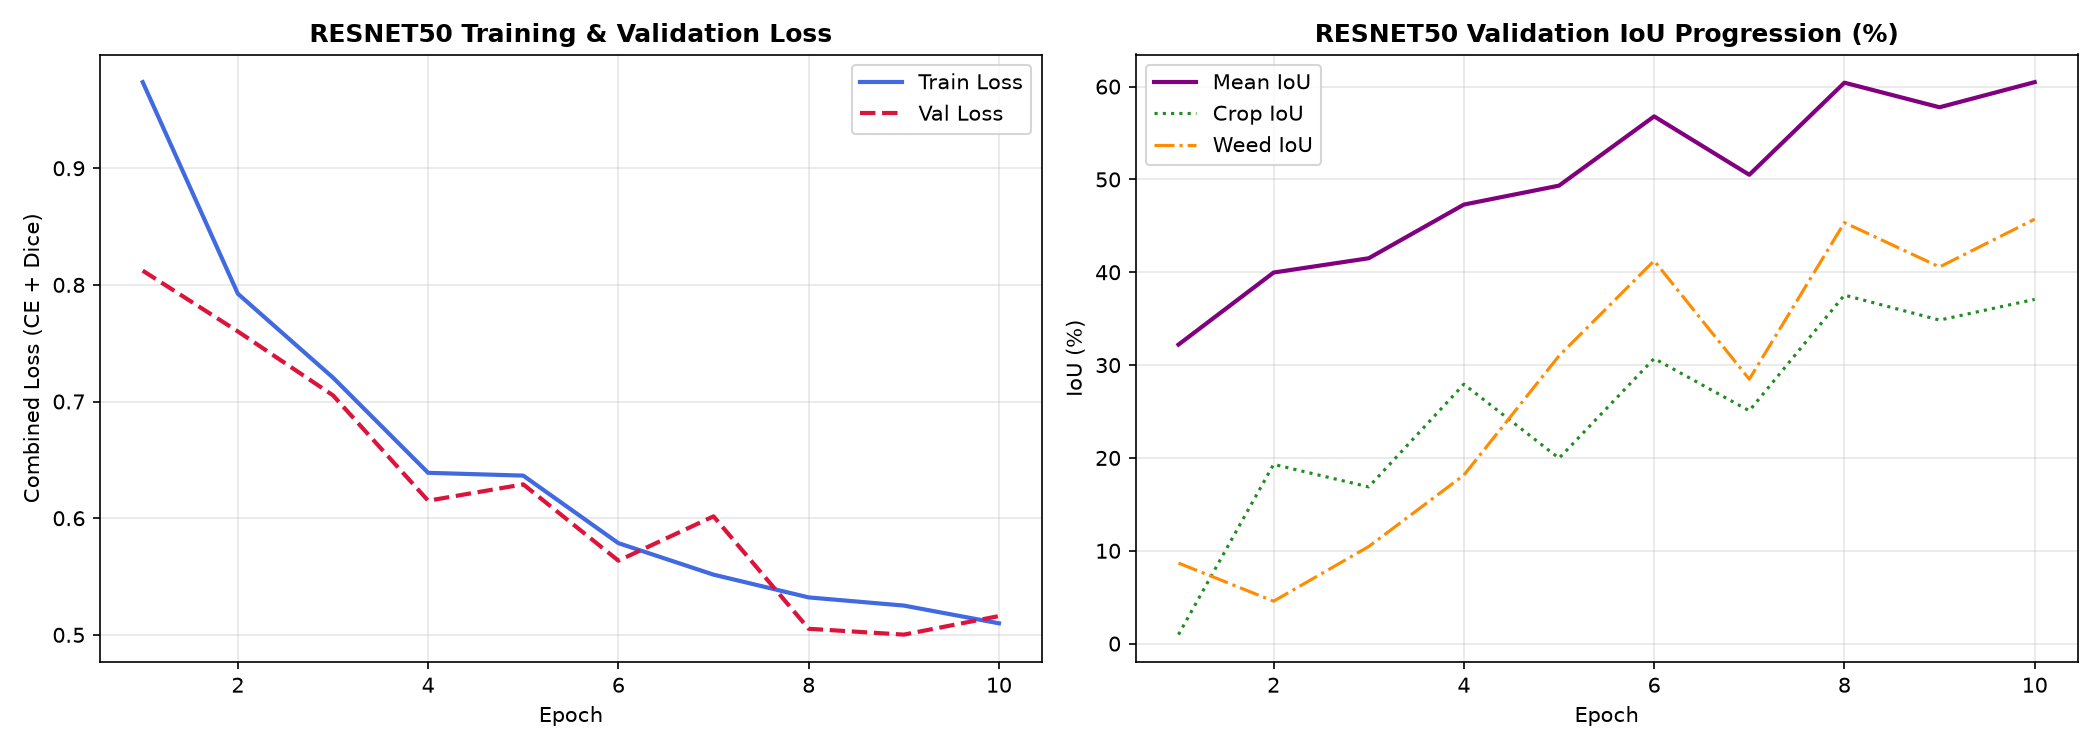 RESNET50 Training & Validation Loss
Train Loss
Val Loss
Combined Loss (CE + Dice)
0.9
0.8
0.7
0.6
0.5
2
4
6
8
10
Epoch
RESNET50 Validation IoU Progression (%)
Mean IoU
Crop IoU
Weed IoU
IoU (%)
60
50
40
30
20
10
0
2
4
6
8
10
Epoch